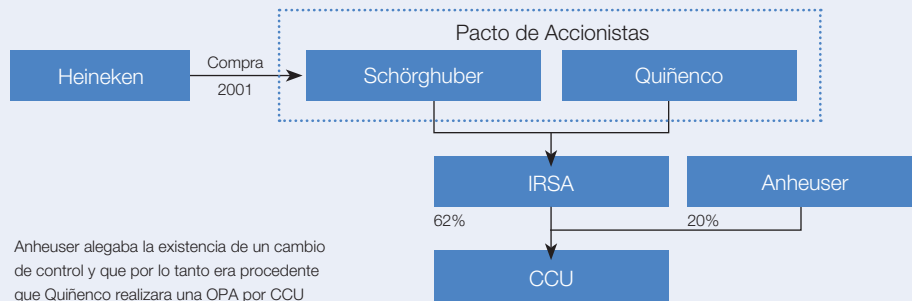 Pacto de Accionistas
Heineken
Compra
2001
Schörghuber
Quiñenco
IRSA
Anheuser
62%
20%
Anheuser alegaba la existencia de un cambio
de control y que por lo tanto era procedente
que Quiñenco realizara una OPA por CCU
CCU